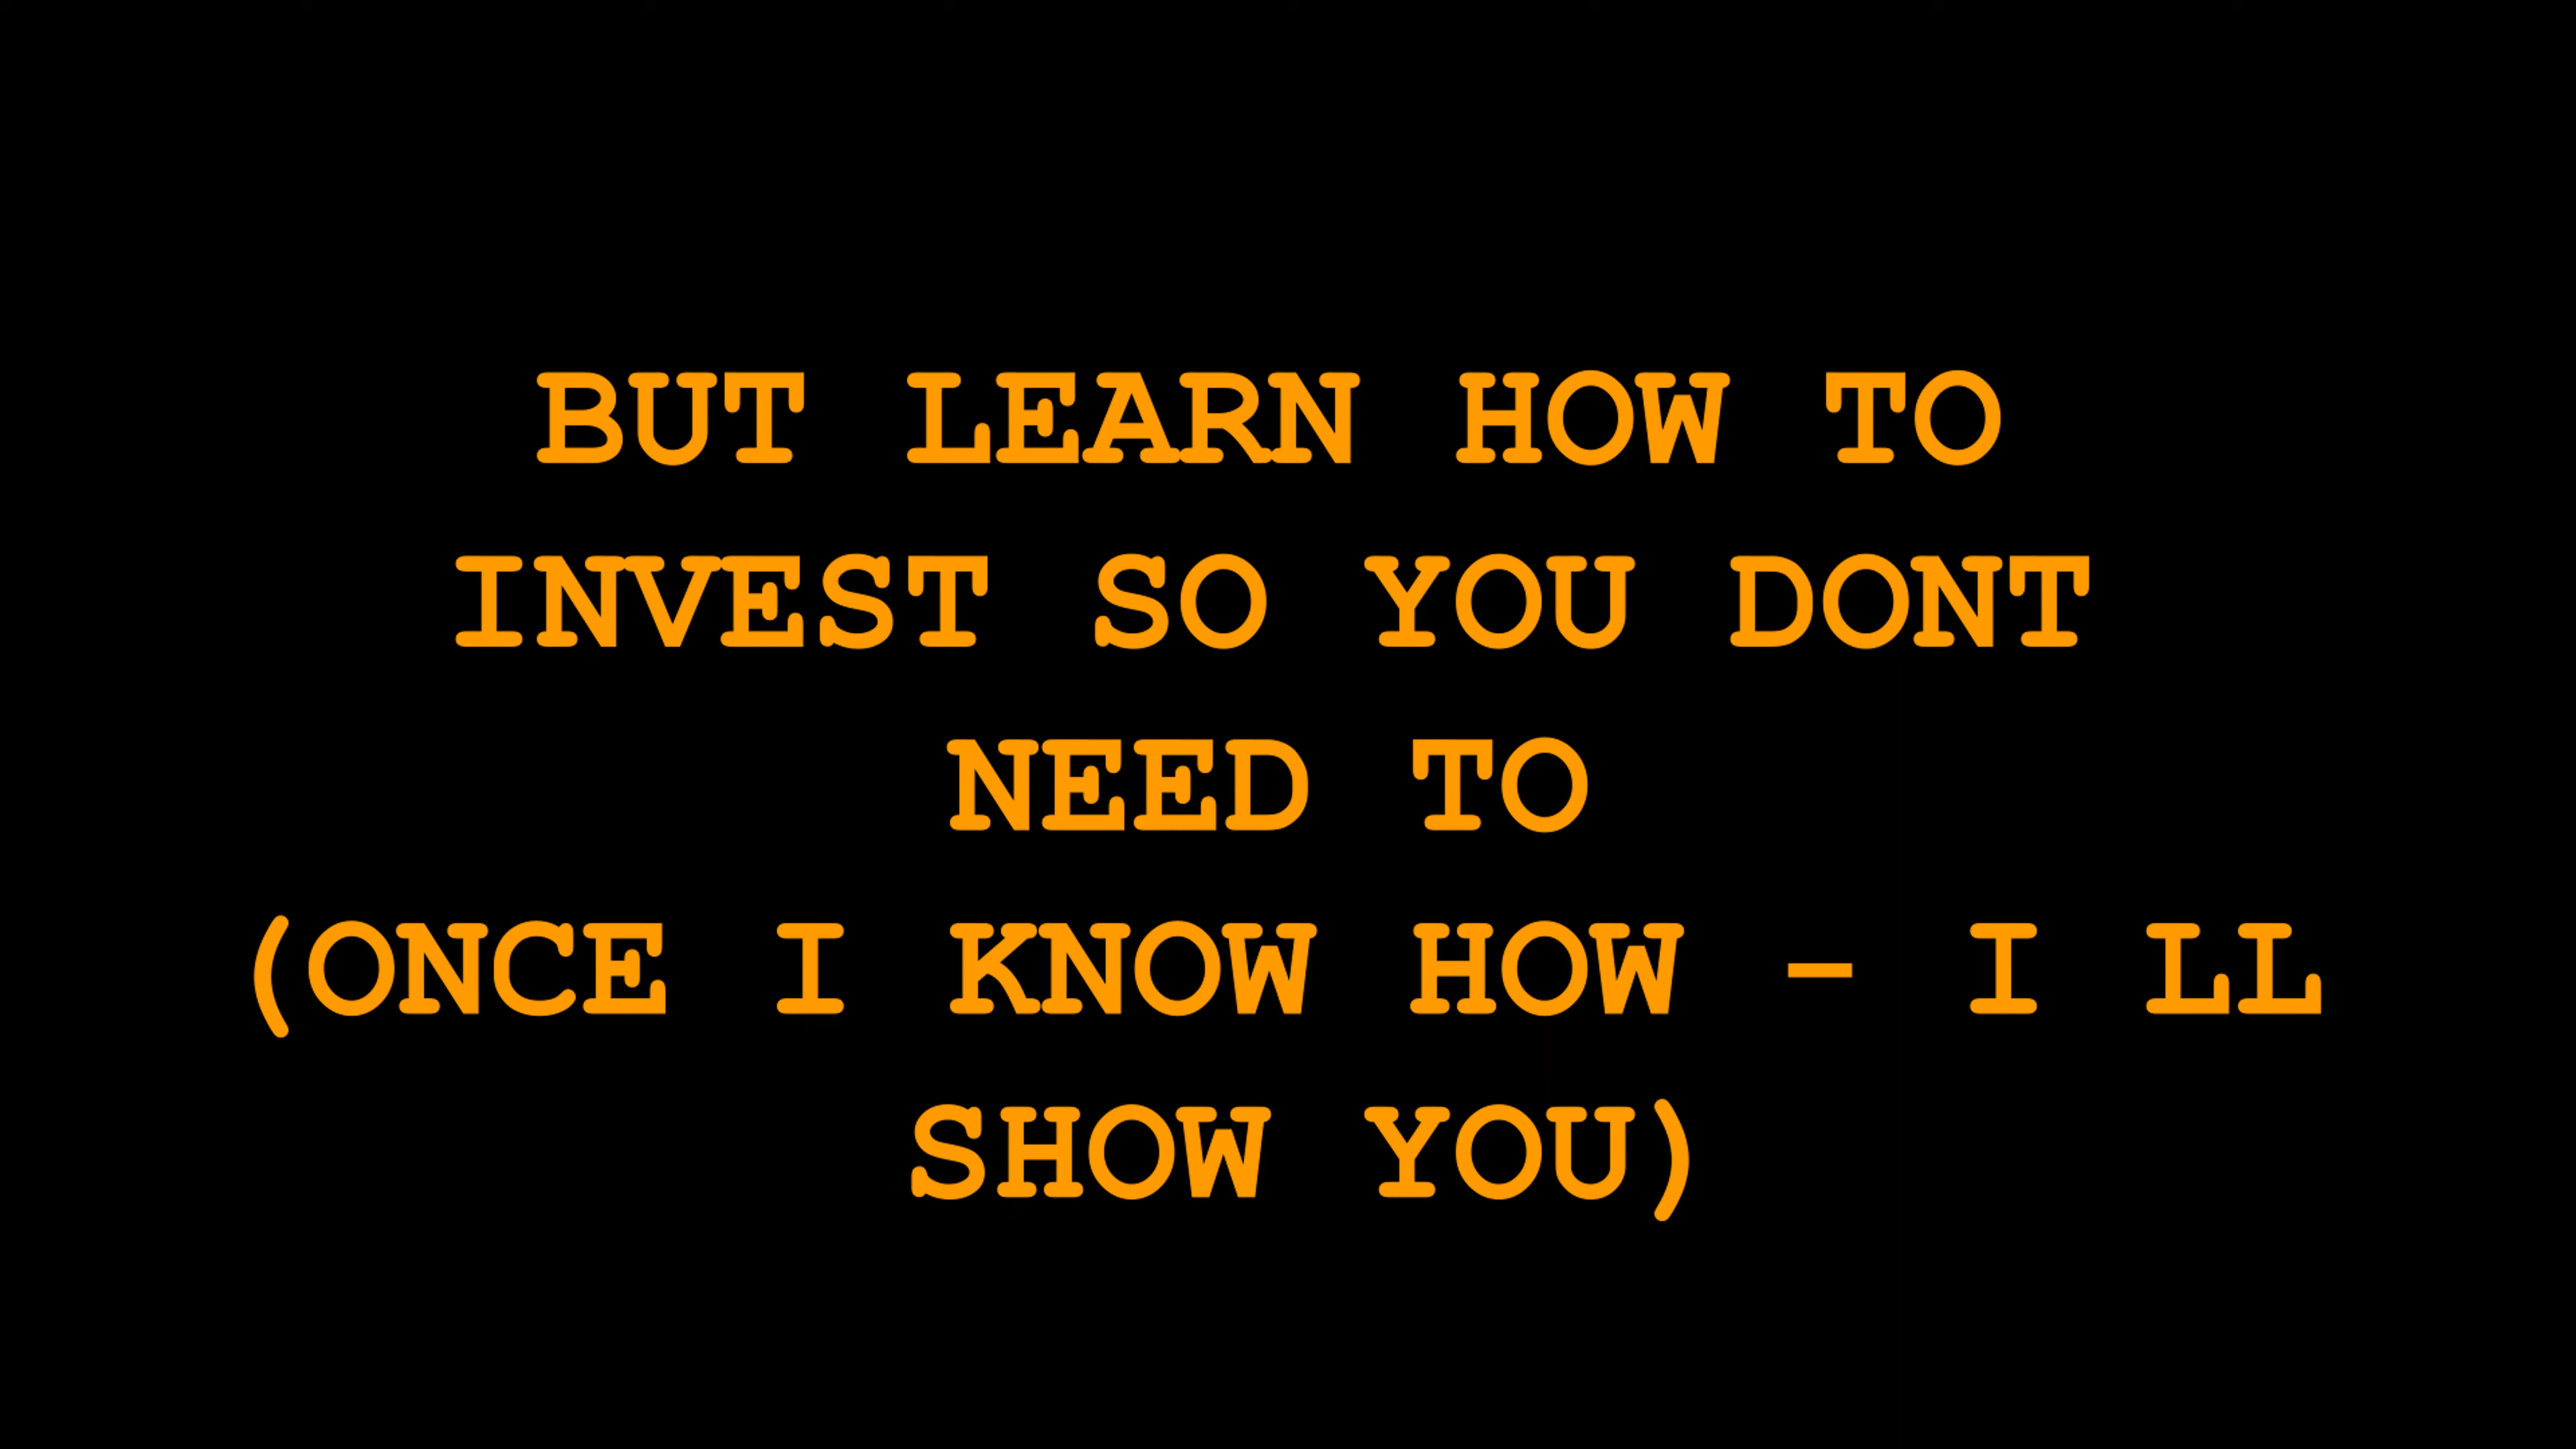 BUT LEARN HOW TO
INVEST SO YOU DONT
NEED TO
(ONCE I KNOW HOW - I LL
SHOW YOU)